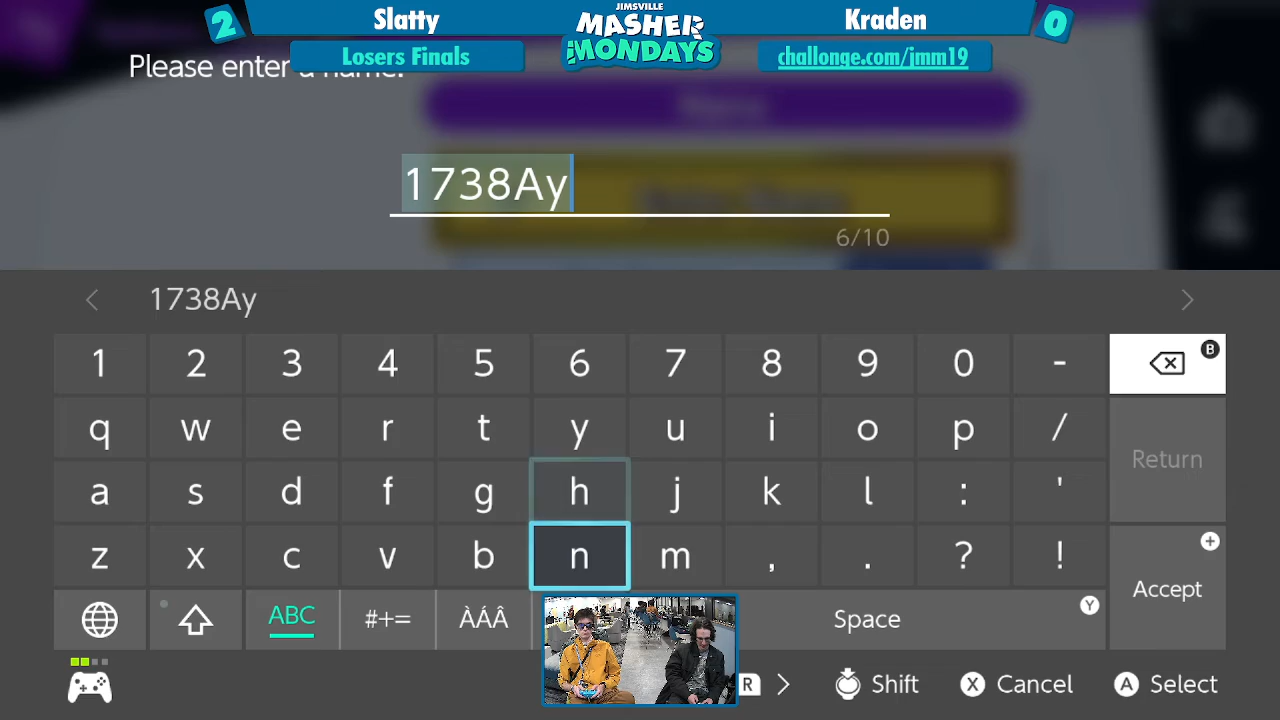 2
Slatty
JIMSVILLE
MASHER
MONDAYS
Kraden
0
Losers Finals
challonge.com/jmm19
Please enter a name.
1738Ay
6/10
1738Ay
1 2 3 4 5 6 7 8 9 0 - B
q w e r t y u i o p /
Return
a s d f g h j k l : '
z x c v b n m , . ? ! +
Accept
ABC #+= ÀÁÂ Space Y
R Shift X Cancel A Select